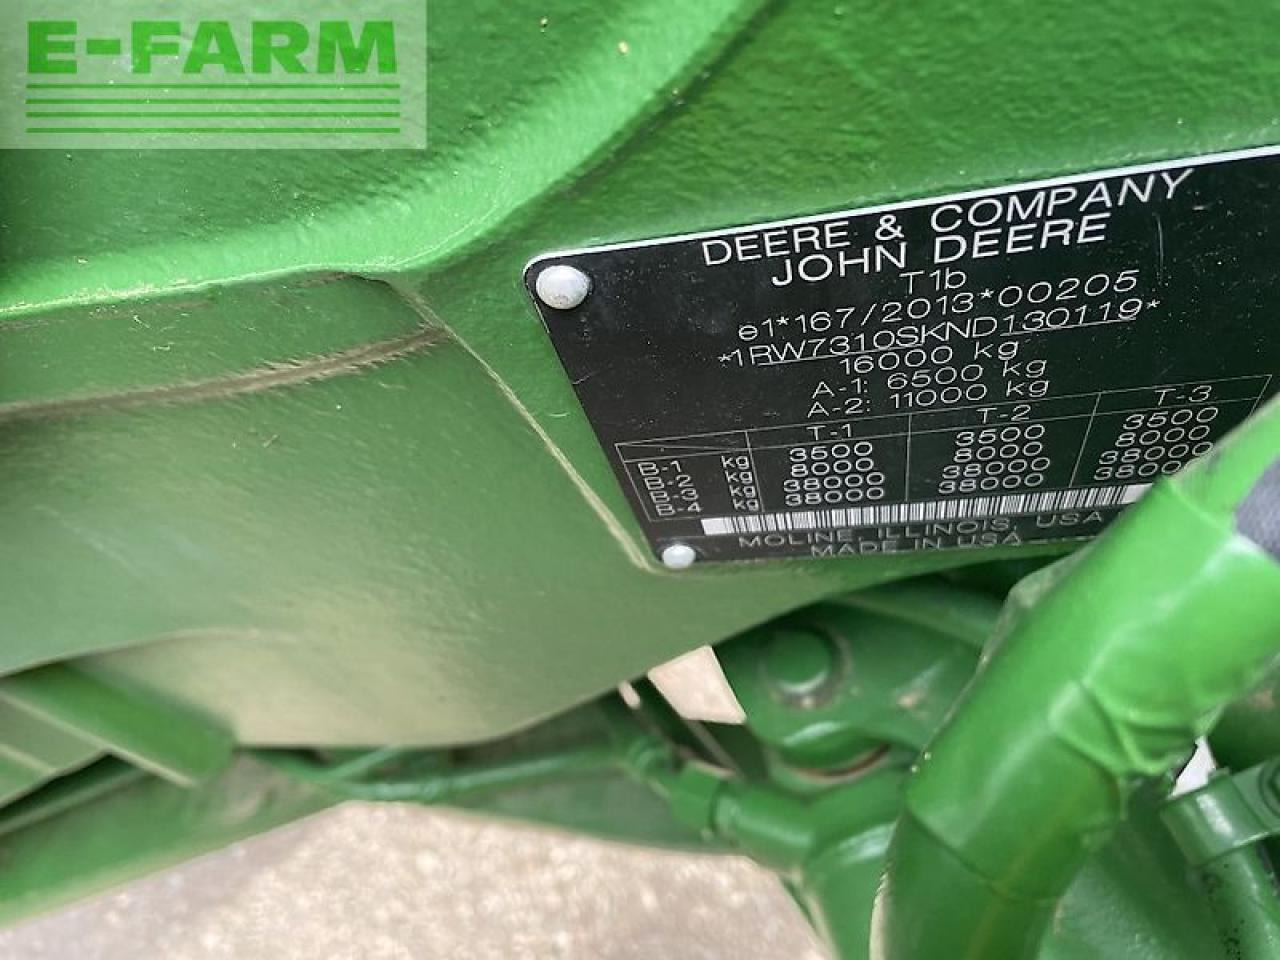 E-FARM
DEERE & COMPANY
JOHN DEERE
T1b
e1*167/2013*00205
*1RW7310SKND130119*
16000 kg
A-1: 6500 kg
A-2: 11000 kg
T-1 T-2 T-3
B-1 kg 3500 3500 3500
B-2 kg 8000 8000 8000
B-3 kg 38000 38000 38000
B-4 kg 38000 38000 38000
MOLINE, ILLINOIS, USA
MADE IN USA